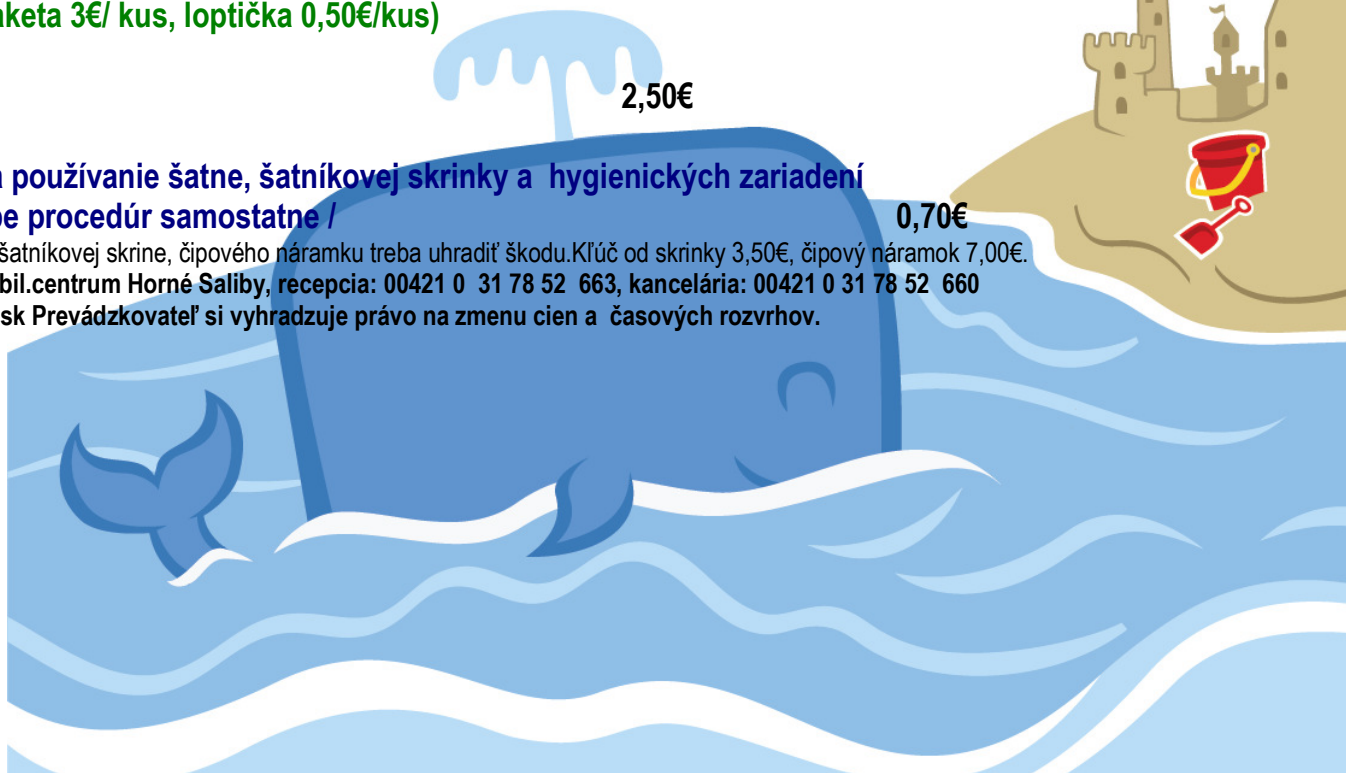 keta 3€/ kus, loptička 0,50€/kus)
2,50€
používanie šatne, šatníkovej skrinky a hygienických zariadení
pe procedúr samostatne / 0,70€
šatníkovej skrine, čipového náramku treba uhradiť škodu.Kľúč od skrinky 3,50€, čipový náramok 7,00€.
bil.centrum Horné Saliby, recepcia: 00421 0 31 78 52 663, kancelária: 00421 0 31 78 52 660
sk Prevádzkovateľ si vyhradzuje právo na zmenu cien a časových rozvrhov.